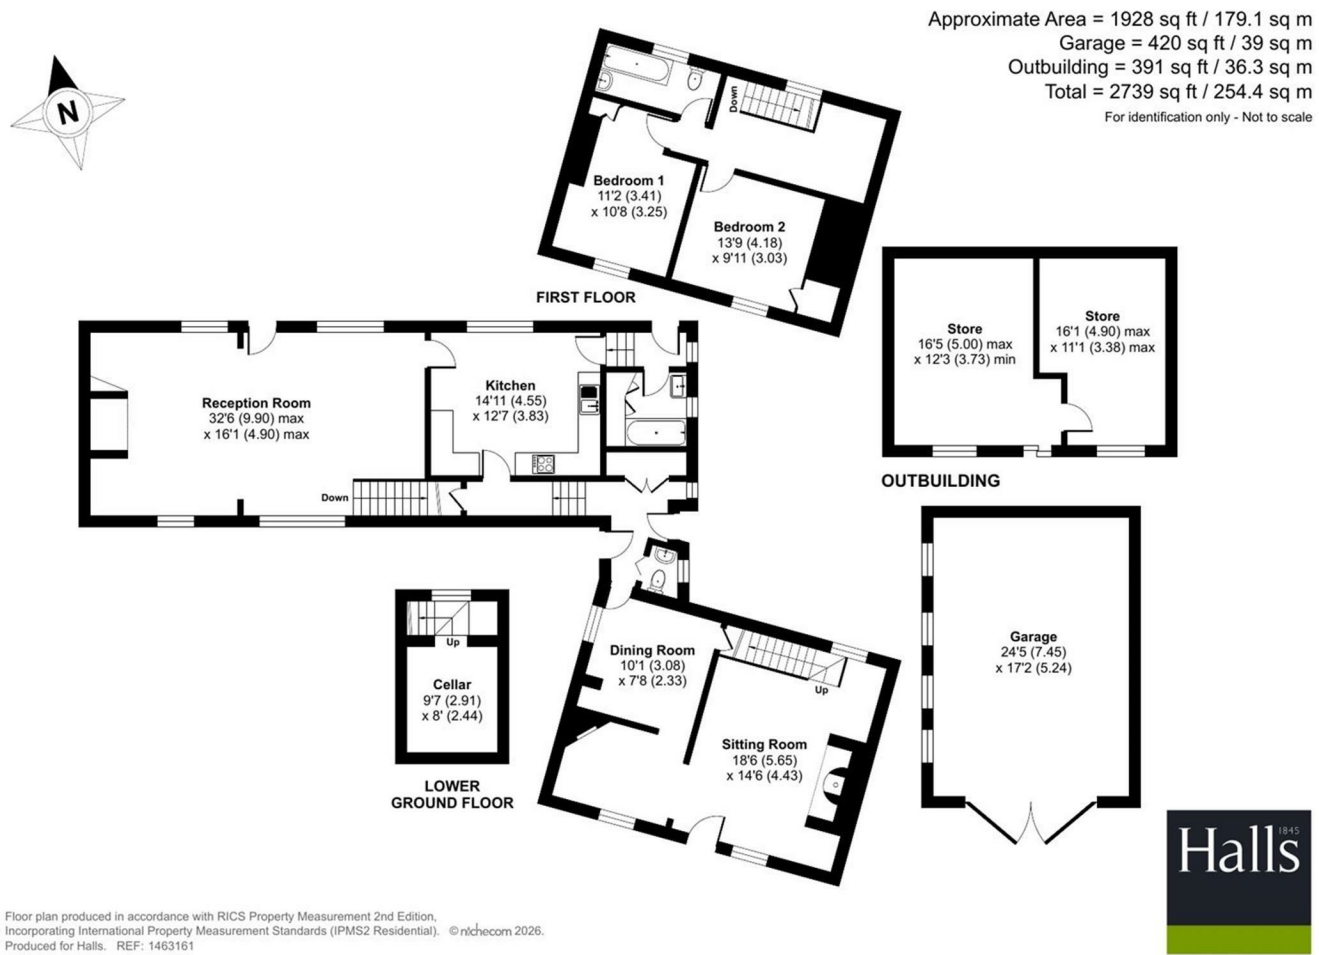 Approximate Area = 1928 sq ft / 179.1 sq m
Garage = 420 sq ft / 39 sq m
Outbuilding = 391 sq ft / 36.3 sq m
Total = 2739 sq ft / 254.4 sq m
For identification only - Not to scale
N
Down
Bedroom 1
11'2 (3.41)
x 10'8 (3.25)
Bedroom 2
13'9 (4.18)
x 9'11 (3.03)
FIRST FLOOR
Store
16'5 (5.00) max
x 12'3 (3.73) min
Store
16'1 (4.90) max
x 11'1 (3.38) max
OUTBUILDING
Reception Room
32'6 (9.90) max
x 16'1 (4.90) max
Kitchen
14'11 (4.55)
x 12'7 (3.83)
Down
Up
Cellar
9'7 (2.91)
x 8' (2.44)
LOWER
GROUND FLOOR
Dining Room
10'1 (3.08)
x 7'8 (2.33)
Up
Sitting Room
18'6 (5.65)
x 14'6 (4.43)
Garage
24'5 (7.45)
x 17'2 (5.24)
Halls
1845
Floor plan produced in accordance with RICS Property Measurement 2nd Edition,
Incorporating International Property Measurement Standards (IPMS2 Residential). © nichecom 2026.
Produced for Halls. REF: 1463161